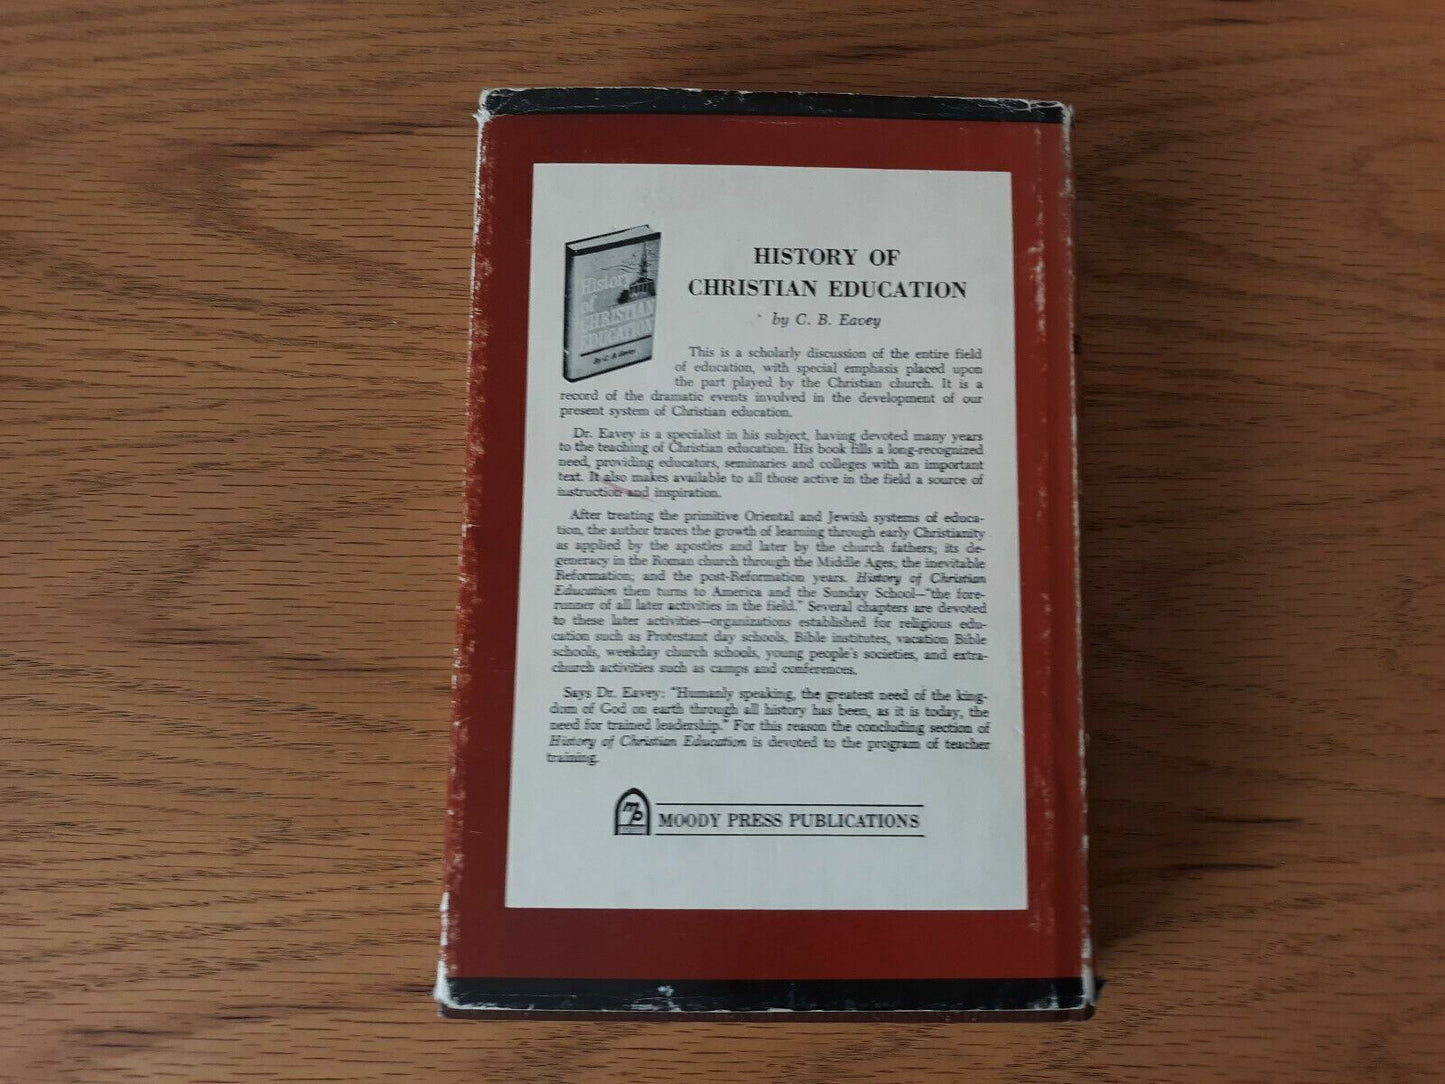 History
of
CHRISTIAN
EDUCATION
by C. B. Eavey
HISTORY OF
CHRISTIAN EDUCATION
by C. B. Eavey
This is a scholarly discussion of the entire field
of education, with special emphasis placed upon
the part played by the Christian church. It is a
record of the dramatic events involved in the development of our
present system of Christian education.
Dr. Eavey is a specialist in his subject, having devoted many years
to the teaching of Christian education. His book fills a long-recognized
need, providing educators, seminaries and colleges with an important
text. It also makes available to all those active in the field a source of
instruction and inspiration.
After treating the primitive Oriental and Jewish systems of educa-
tion, the author traces the growth of learning through early Christianity
as applied by the apostles and later by the church fathers; its de-
generacy in the Roman church through the Middle Ages; the inevitable
Reformation; and the post-Reformation years. History of Christian
Education then turns to America and the Sunday School—"the fore-
runner of all later activities in the field." Several chapters are devoted
to these later activities—organizations established for religious edu-
cation such as Protestant day schools, Bible institutes, vacation Bible
schools, weekday church schools, young people's societies, and extra-
church activities such as camps and conferences.
Says Dr. Eavey: "Humanly speaking, the greatest need of the king-
dom of God on earth through all history has been, as it is today, the
need for trained leadership." For this reason the concluding section of
History of Christian Education is devoted to the program of teacher
training.
mp
MOODY PRESS PUBLICATIONS